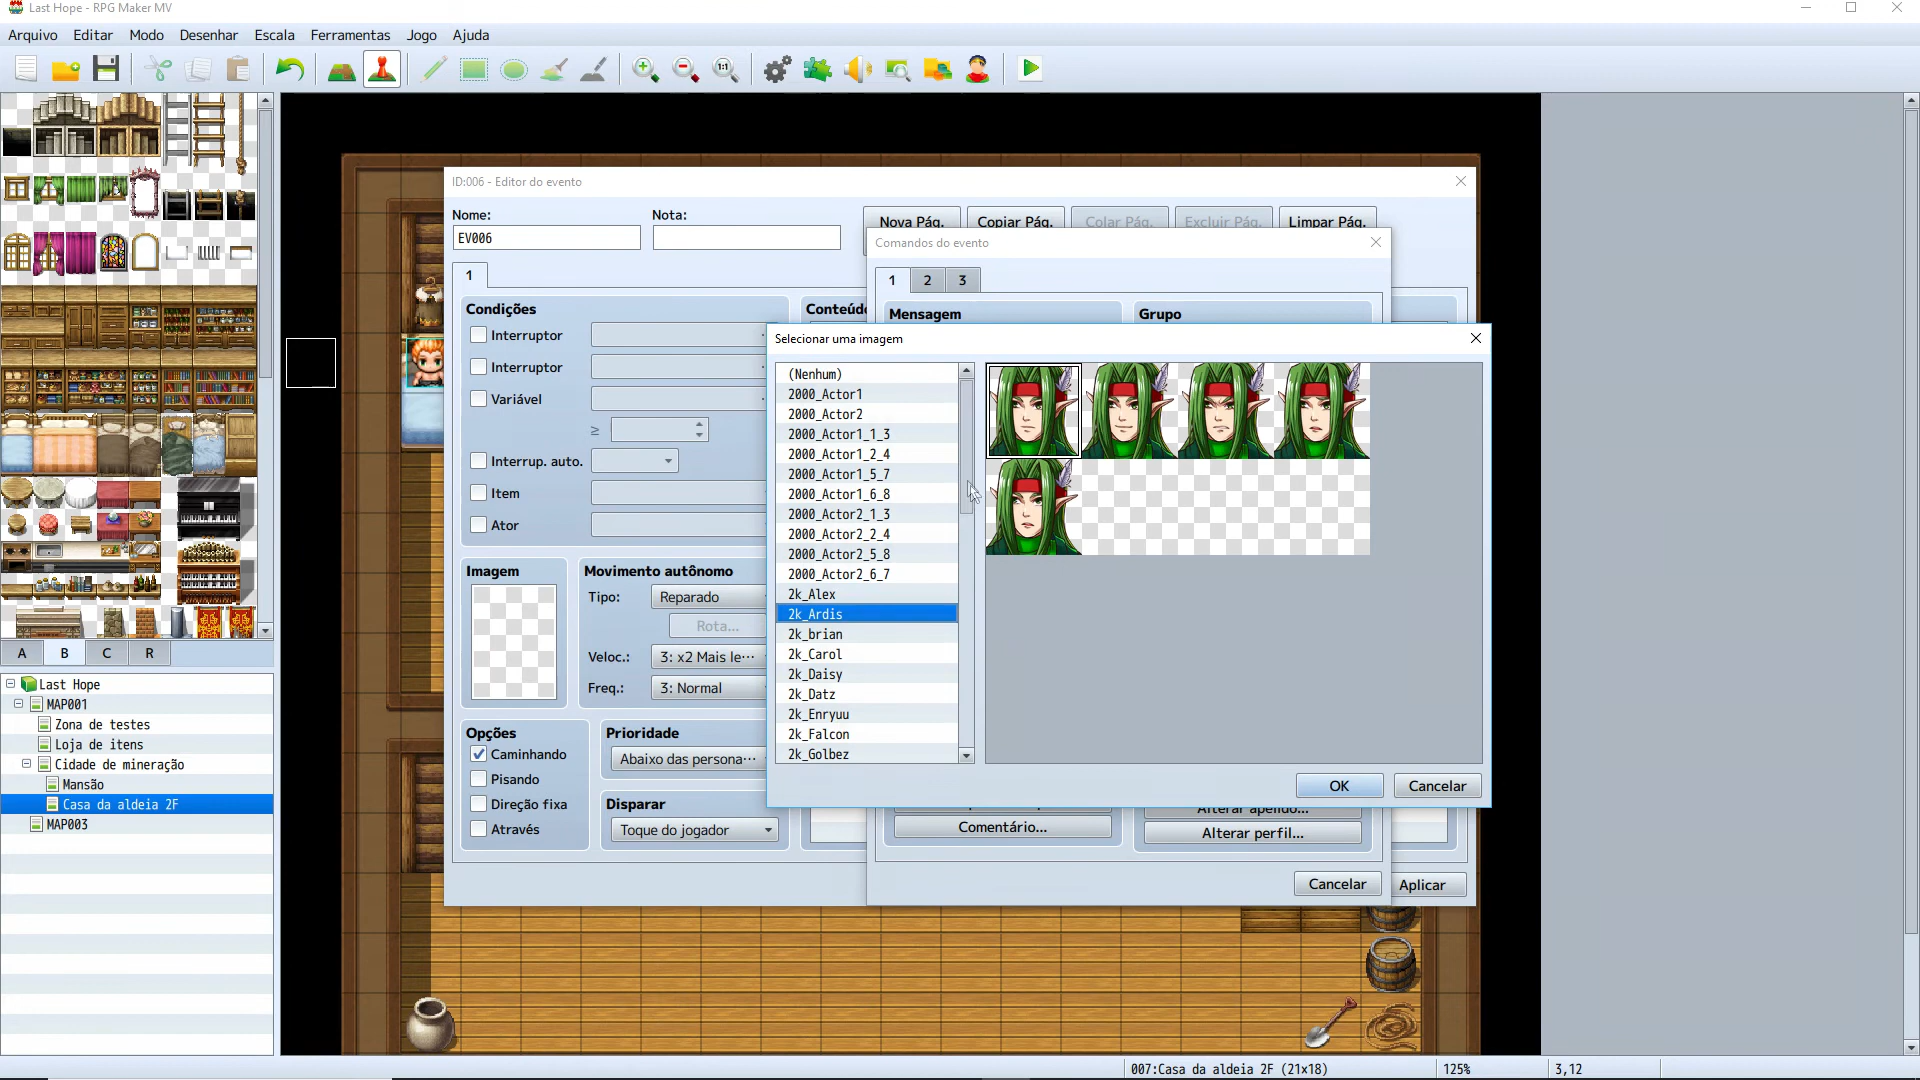 Last Hope - RPG Maker MV
Arquivo Editar Modo Desenhar Escala Ferramentas Jogo Ajuda
1:1
ID:006 - Editor do evento
Nome: Nota:
EV006
Nova Pág. Copiar Pág. Colar Pág. Excluir Pág. Limpar Pág.
Comandos do evento
1
1 2 3
Condições
Conteúdo
Mensagem
Grupo
Interruptor
Interruptor
Variável
≥
Interrup. auto.
Item
Ator
Imagem
Movimento autônomo
Tipo: Reparado
Rota...
Veloc.: 3: x2 Mais le···
Freq.: 3: Normal
Opções
Caminhando
Pisando
Direção fixa
Através
Prioridade
Abaixo das persona···
Disparar
Toque do jogador
Selecionar uma imagem
(Nenhum)
2000_Actor1
2000_Actor2
2000_Actor1_1_3
2000_Actor1_2_4
2000_Actor1_5_7
2000_Actor1_6_8
2000_Actor2_1_3
2000_Actor2_2_4
2000_Actor2_5_8
2000_Actor2_6_7
2k_Alex
2k_Ardis
2k_brian
2k_Carol
2k_Daisy
2k_Datz
2k_Enryuu
2k_Falcon
2k_Golbez
OK Cancelar
Alterar apelido...
Comentário... Alterar perfil...
Cancelar Aplicar
A B C R
Last Hope
MAP001
Zona de testes
Loja de itens
Cidade de mineração
Mansão
Casa da aldeia 2F
MAP003
007:Casa da aldeia 2F (21x18) 125% 3,12